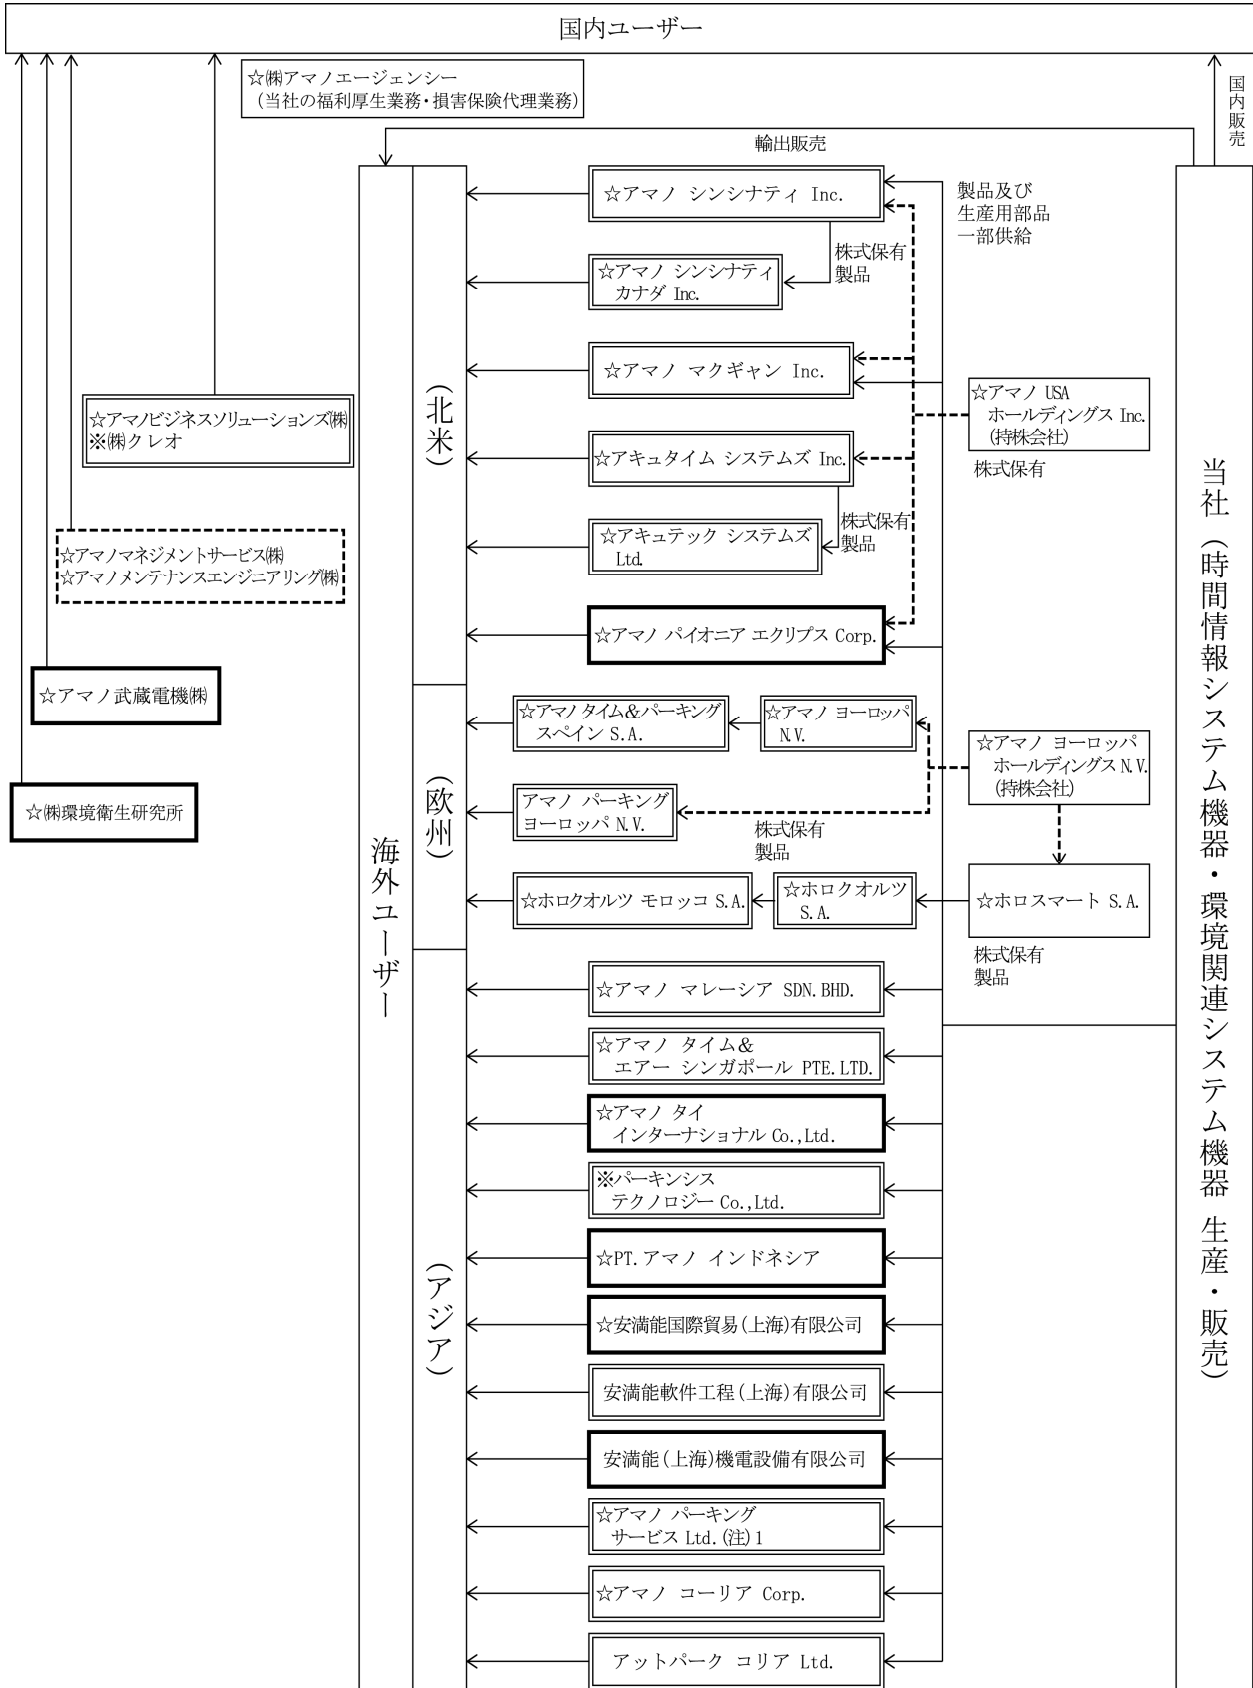 国内ユーザー
☆㈱アマノエージェンシー
(当社の福利厚生業務・損害保険代理業務)
国内販売
輸出販売
☆アマノ シンシナティ Inc.
製品及び
生産用部品
一部供給
株式保有
製品
☆アマノ シンシナティ
カナダ Inc.
☆アマノ マクギャン Inc.
☆アマノ USA
ホールディングス Inc.
(持株会社)
株式保有
(北米)
☆アマノビジネスソリューションズ㈱
※㈱クレオ
☆アキュタイム システムズ Inc.
株式保有
製品
☆アキュテック システムズ
Ltd.
☆アマノマネジメントサービス㈱
☆アマノメンテナンスエンジニアリング㈱
☆アマノ パイオニア エクリプス Corp.
☆アマノ武蔵電機㈱
☆アマノ タイム&パーキング
スペイン S.A.
☆アマノ ヨーロッパ
N.V.
☆アマノ ヨーロッパ
ホールディングス N.V.
(持株会社)
☆㈱環境衛生研究所
(欧州)
アマノ パーキング
ヨーロッパ N.V.
株式保有
製品
海外ユーザー
☆ホロクオルツ モロッコ S.A.
☆ホロクオルツ
S.A.
☆ホロスマート S.A.
株式保有
製品
当社(時間情報システム機器・環境関連システム機器 生産・販売)
☆アマノ マレーシア SDN.BHD.
☆アマノ タイム&
エアー シンガポール PTE.LTD.
☆アマノ タイ
インターナショナル Co.,Ltd.
※パーキンシス
テクノロジー Co.,Ltd.
(アジア)
☆PT.アマノ インドネシア
☆安満能国際貿易(上海)有限公司
安満能軟件工程(上海)有限公司
安満能(上海)機電設備有限公司
☆アマノ パーキング
サービス Ltd.(注)1
☆アマノ コーリア Corp.
アットパーク コリア Ltd.